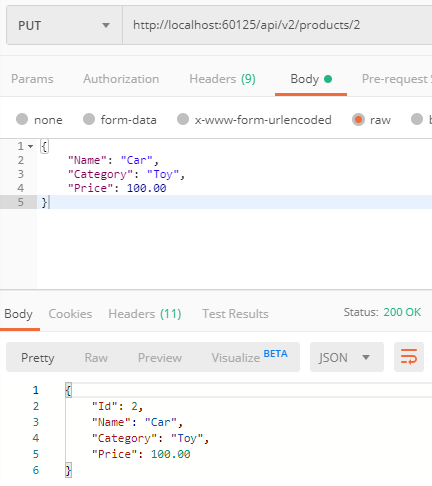 PUT http://localhost:60125/api/v2/products/2
Params Authorization Headers (9) Body Pre-request S
none form-data x-www-form-urlencoded raw b
1 {
2 "Name": "Car",
3 "Category": "Toy",
4 "Price": 100.00
5 }
Body Cookies Headers (11) Test Results Status: 200 OK
Pretty Raw Preview Visualize BETA JSON
1 {
2 "Id": 2,
3 "Name": "Car",
4 "Category": "Toy",
5 "Price": 100.00
6 }